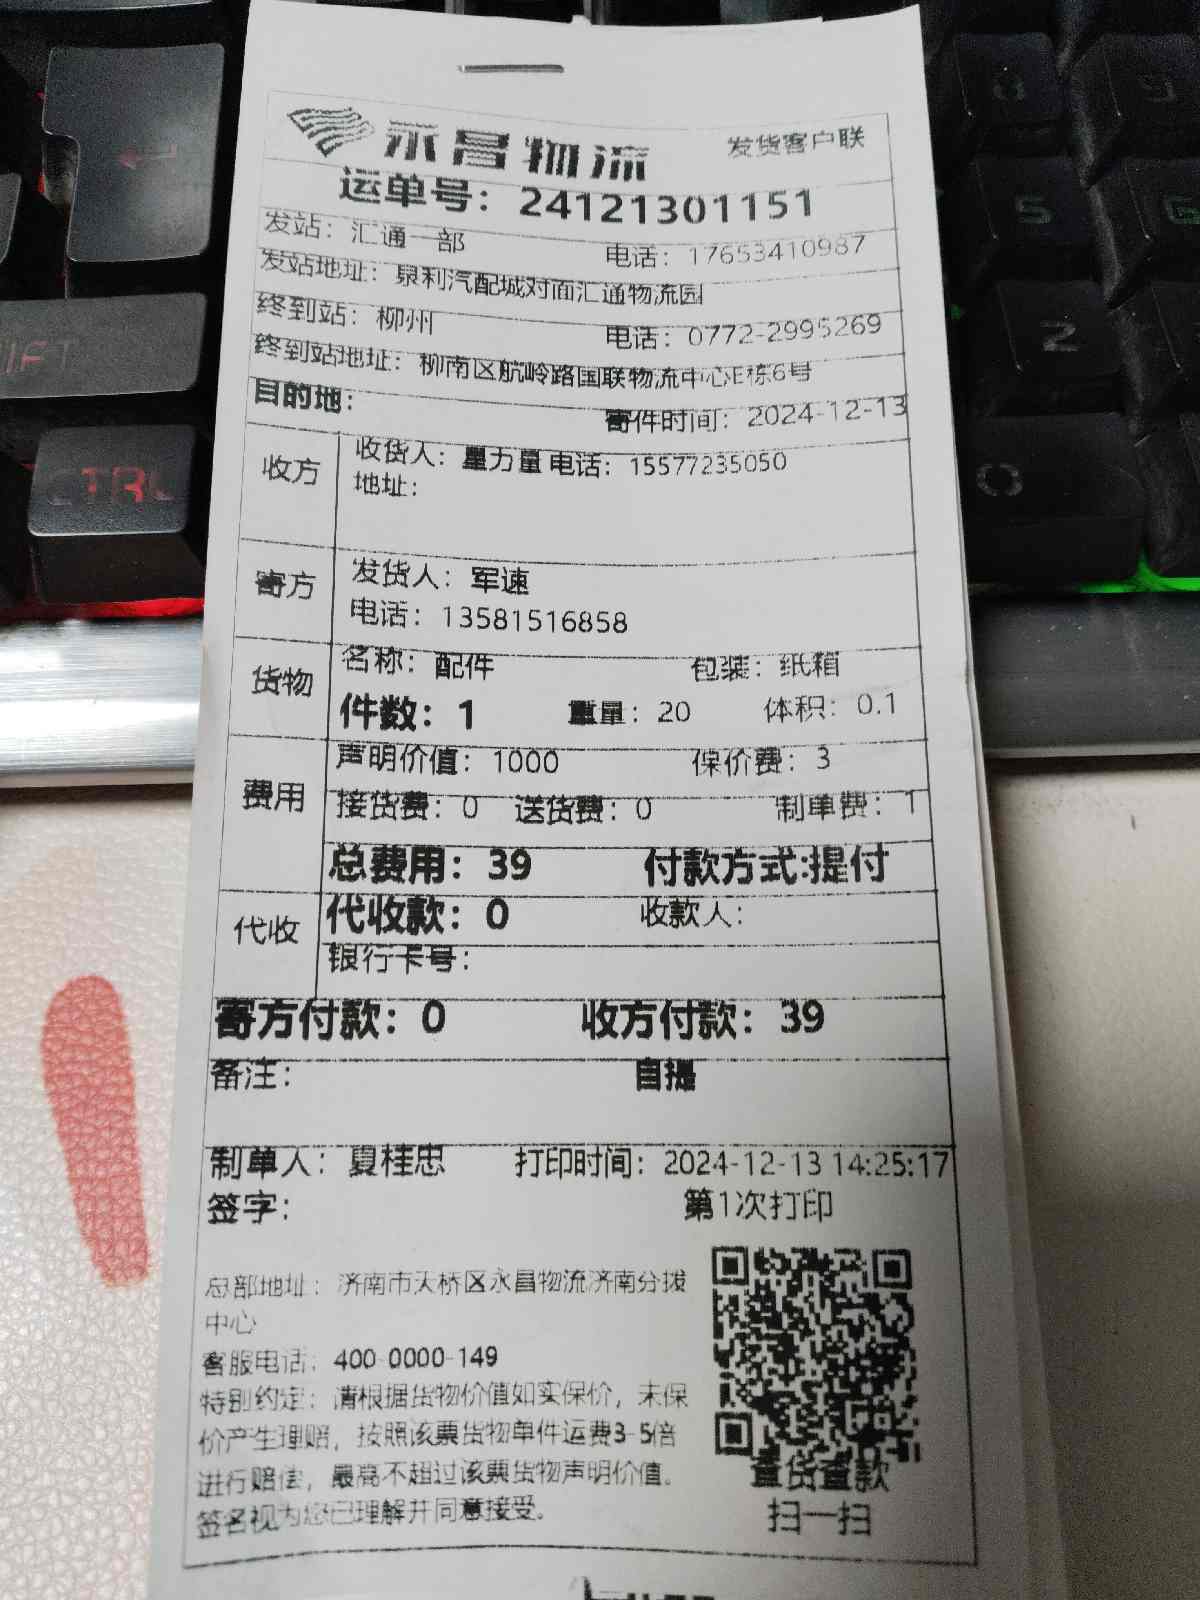 永昌物流 发货客户联
运单号：24121301151
发站：汇通一部 电话：17653410987
发站地址：泉利汽配城对面汇通物流园
终到站：柳州 电话：0772-2995269
终到站地址：柳南区航岭路国联物流中心E栋6号
目的地： 寄件时间：2024-12-13
收方 收货人：量力量 电话：15577235050
地址：
寄方 发货人：军速
电话：13581516858
货物 名称：配件 包装：纸箱
件数：1 重量：20 体积：0.1
费用 声明价值：1000 保价费：3
接货费：0 送货费：0 制单费：1
总费用：39 付款方式:提付
代收 代收款：0 收款人：
银行卡号：
寄方付款：0 收方付款：39
备注： 自提
制单人：夏桂忠 打印时间：2024-12-13 14:25:17
签字： 第1次打印
总部地址：济南市天桥区永昌物流济南分拨
中心
客服电话：400-0000-149
特别约定：请根据货物价值如实保价，未保
价产生理赔，按照该票货物单件运费3-5倍
进行赔偿，最高不超过该票货物声明价值。
签名视为您已理解并同意接受。
查货查款
扫一扫
SHIFT
CTRL
8
9
5
6
2
0